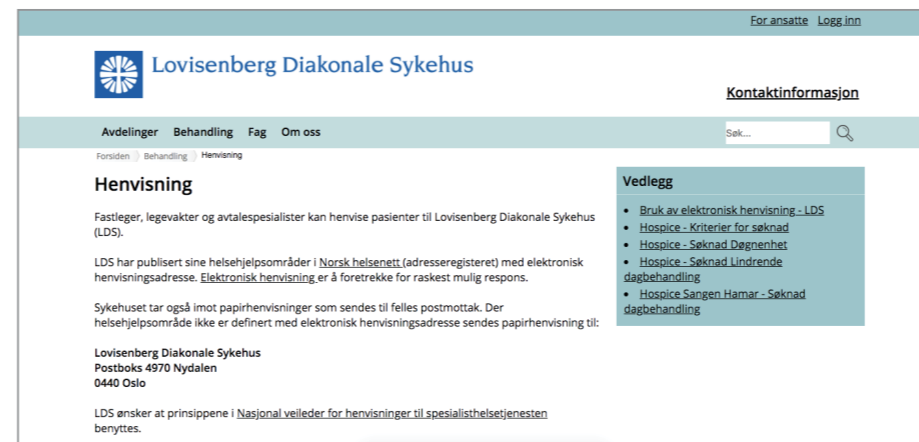 For ansatte Logg inn
Lovisenberg Diakonale Sykehus
Kontaktinformasjon
Avdelinger Behandling Fag Om oss
Søk...
Forsiden Behandling Henvisning
Henvisning
Fastleger, legevakter og avtalespesialister kan henvise pasienter til Lovisenberg Diakonale Sykehus
(LDS).
LDS har publisert sine helsehjelpsområder i Norsk helsenett (adresseregisteret) med elektronisk
henvisningsadresse. Elektronisk henvisning er å foretrekke for raskest mulig respons.
Sykehuset tar også imot papirhenvisninger som sendes til felles postmottak. Der
helsehjelpsområde ikke er definert med elektronisk henvisningsadresse sendes papirhenvisning til:
Lovisenberg Diakonale Sykehus
Postboks 4970 Nydalen
0440 Oslo
LDS ønsker at prinsippene i Nasjonal veileder for henvisninger til spesialisthelsetjenesten
benyttes.
Vedlegg
• Bruk av elektronisk henvisning - LDS
• Hospice - Kriterier for søknad
• Hospice - Søknad Døgnenhet
• Hospice - Søknad Lindrende
dagbehandling
• Hospice Sangen Hamar - Søknad
dagbehandling